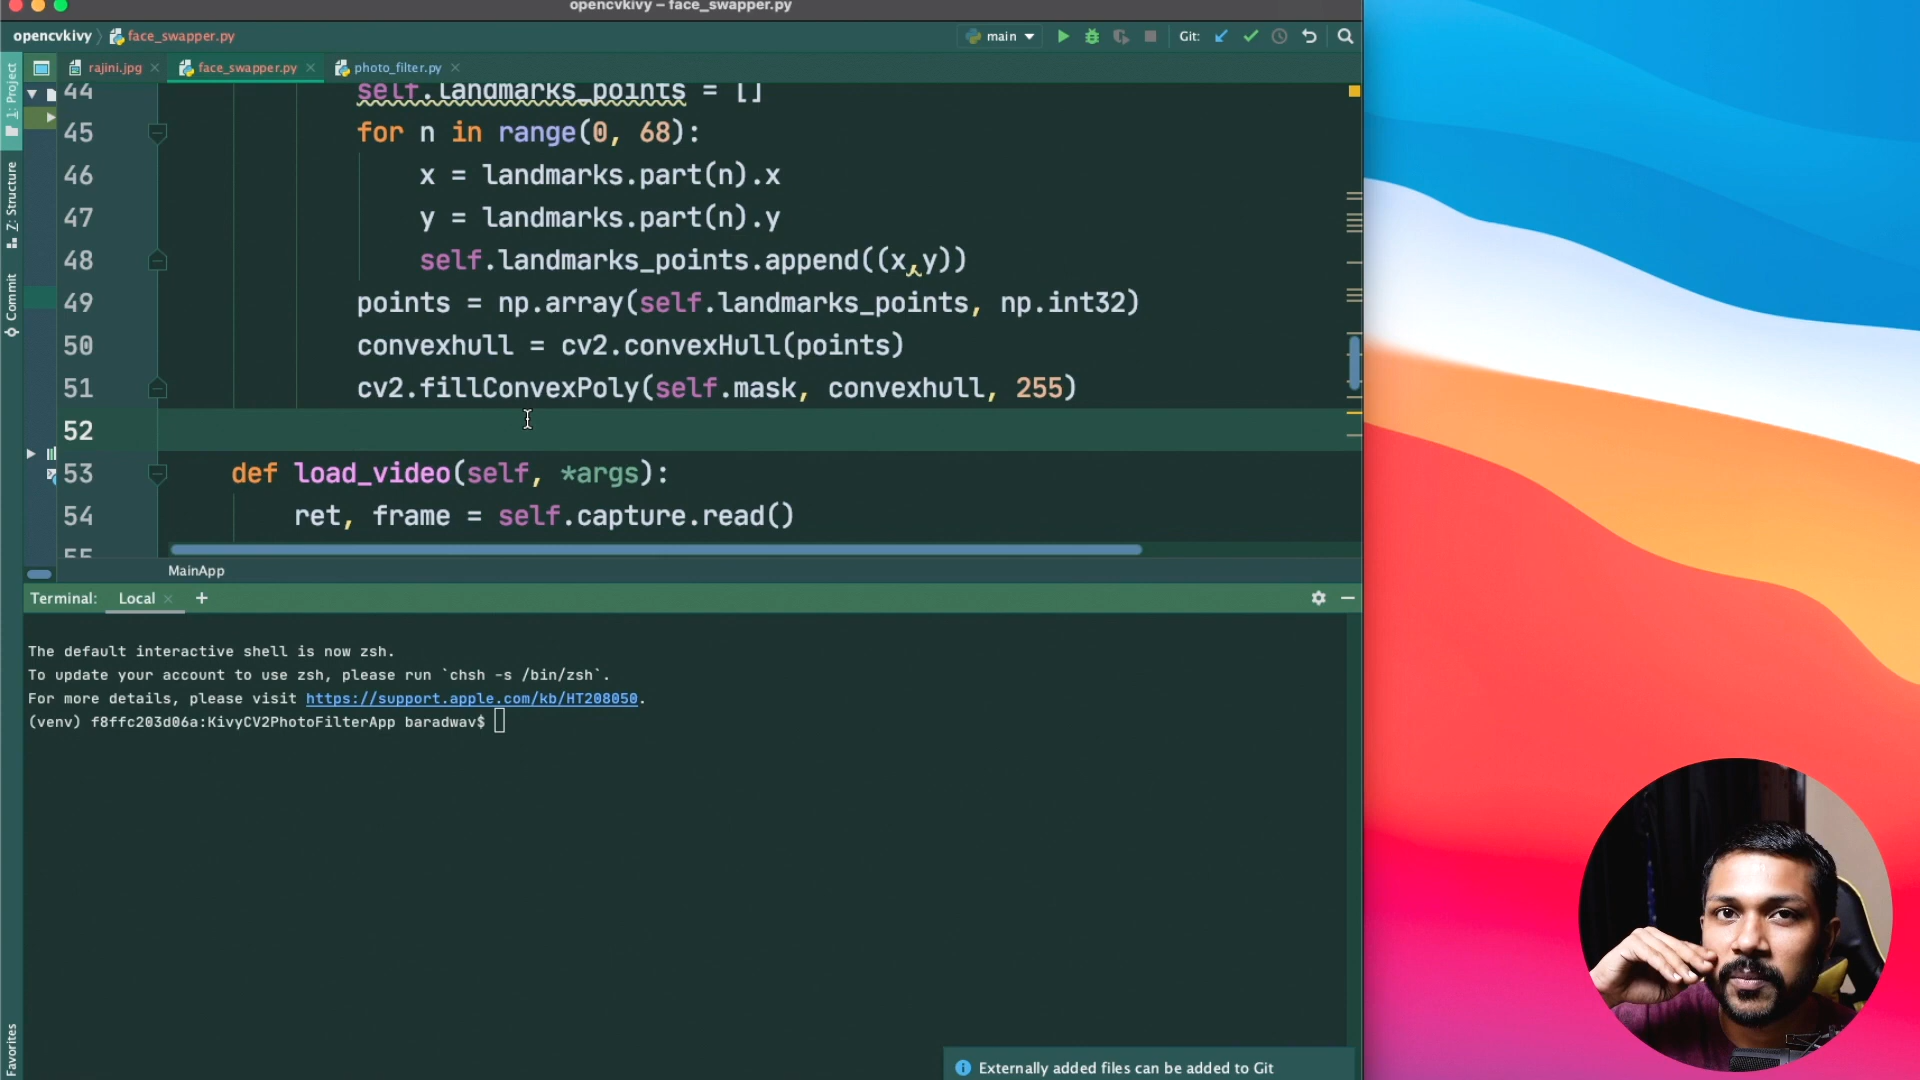 opencvkivy – face_swapper.py
opencvkivy face_swapper.py main Git:
rajini.jpg face_swapper.py photo_filter.py
1: Project
Z: Structure
Commit
Favorites
44 self.landmarks_points = []
45 for n in range(0, 68):
46 x = landmarks.part(n).x
47 y = landmarks.part(n).y
48 self.landmarks_points.append((x,y))
49 points = np.array(self.landmarks_points, np.int32)
50 convexhull = cv2.convexHull(points)
51 cv2.fillConvexPoly(self.mask, convexhull, 255)
52
53 def load_video(self, *args):
54 ret, frame = self.capture.read()
55
MainApp
Terminal: Local +
The default interactive shell is now zsh.
To update your account to use zsh, please run `chsh -s /bin/zsh`.
For more details, please visit https://support.apple.com/kb/HT208050.
(venv) f8ffc203d06a:KivyCV2PhotoFilterApp baradwav$
Externally added files can be added to Git